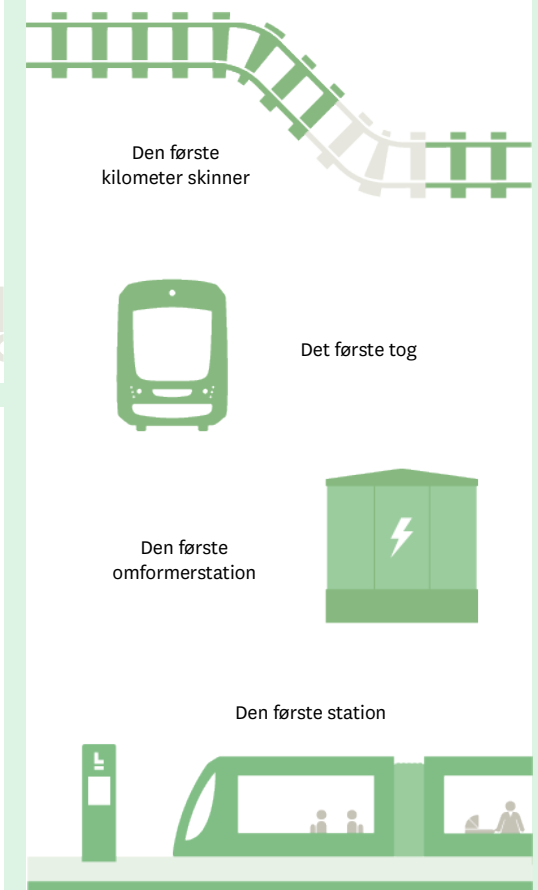 Den første
kilometer skinner
Det første tog
Den første
omformerstation
Den første station